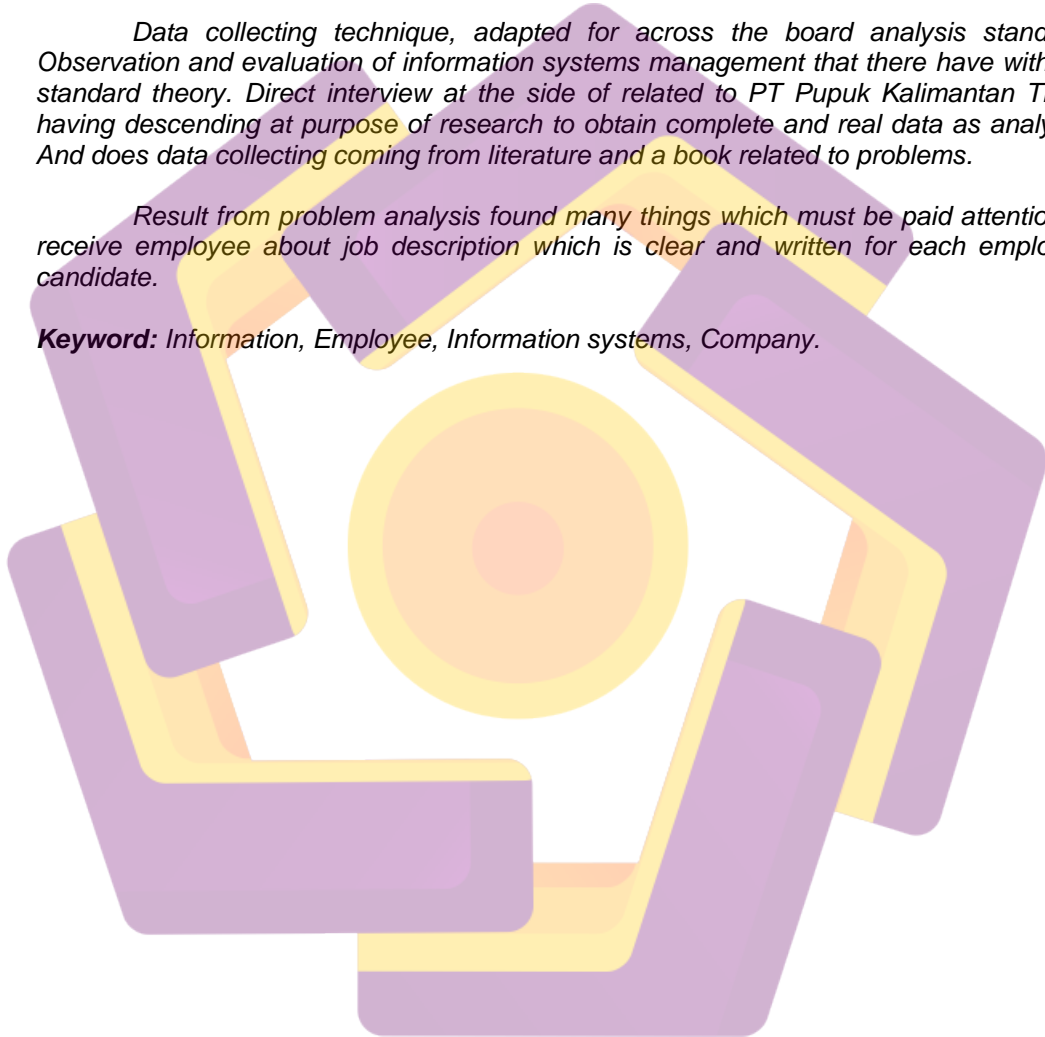 Data collecting technique, adapted for across the board analysis
Observation and evaluation of information systems management that there have
standard theory. Direct interview at the side of related to PT Pupuk Kalimantan
having descending at purpose of research to obtain complete and real data as
And does data collecting coming from literature and a book related to problems.
Result from problem analysis found many things which must be paid
receive employee about job description which is clear and written for each
candidate.
Keyword: Information, Employee, Information systems, Company.